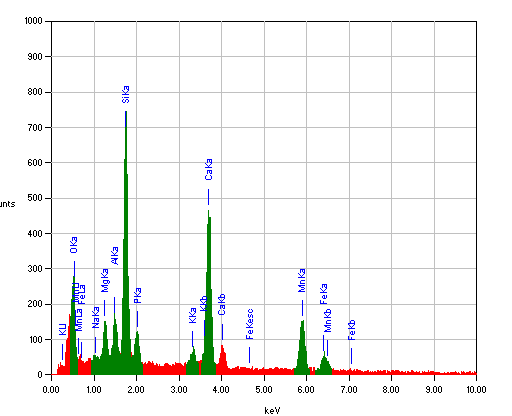 1000
900
800
700
600
500
400
300
200
100
0
unts
KLl
OKa
FeLa
MnLa
NaKa
MgKa
AlKa
SiKa
PKa
KKa
KKb
CaKa
CaKb
FeKesc
MnKa
FeKa
MnKb
FeKb
0.00 1.00 2.00 3.00 4.00 5.00 6.00 7.00 8.00 9.00 10.00
keV